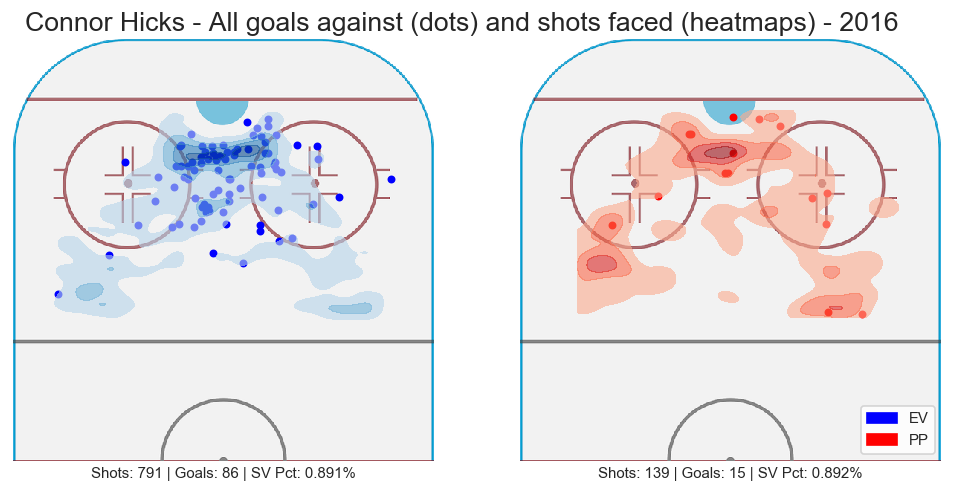 Connor Hicks - All goals against (dots) and shots faced (heatmaps) - 2016
EV
PP
Shots: 791 | Goals: 86 | SV Pct: 0.891%
Shots: 139 | Goals: 15 | SV Pct: 0.892%